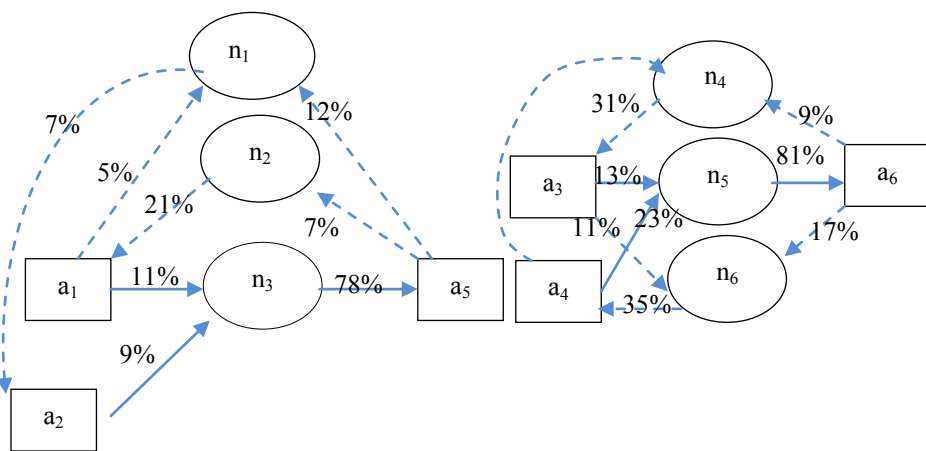 n₁
7%
12%
5%
n₂
21%
7%
a₁
11%
n₃
78%
a₅
9%
a₂
n₄
31%
9%
a₃
13%
n₅
81%
a₆
11%
23%
17%
a₄
n₆
35%